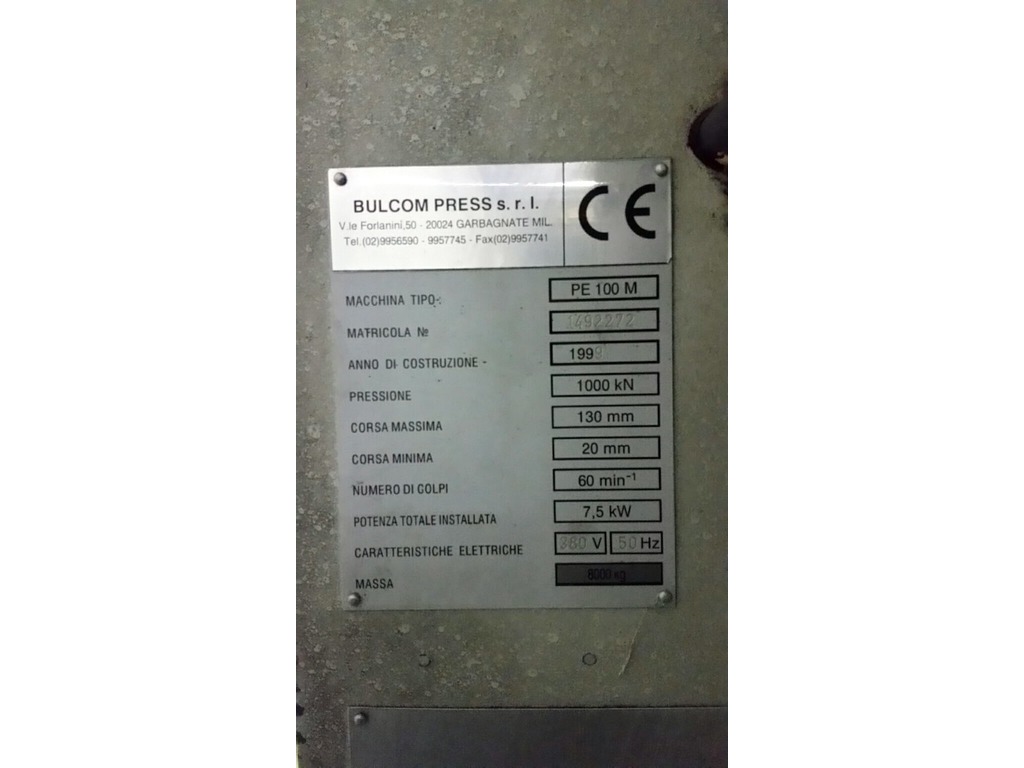 BULCOM PRESS s. r. l.
V.le Forlanini,50 - 20024 GARBAGNATE MIL.
Tel.(02)9956590 - 9957745 - Fax(02)9957741
CE
MACCHINA TIPO PE 100 M
MATRICOLA No
ANNO DI COSTRUZIONE
PRESSIONE 1000 kN
CORSA MASSIMA 130 mm
CORSA MINIMA 20 mm
NUMERO DI COLPI 60 min⁻¹
POTENZA TOTALE INSTALLATA 7,5 kW
CARATTERISTICHE ELETTRICHE 380 V 50 Hz
MASSA